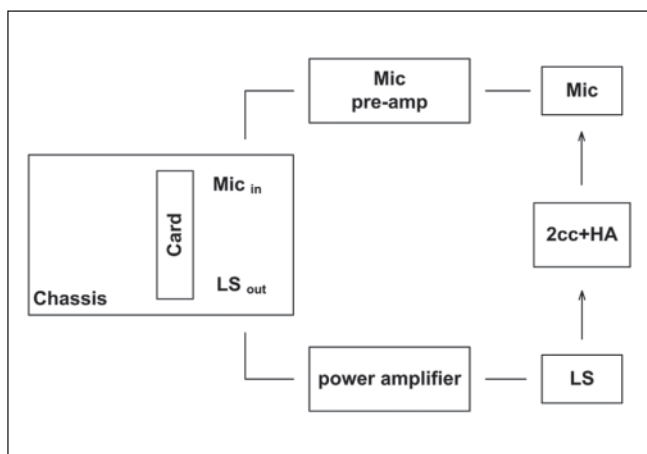 Mic
pre-amp
Mic
Mic in
Card
2cc+HA
LS out
Chassis
power amplifier
LS